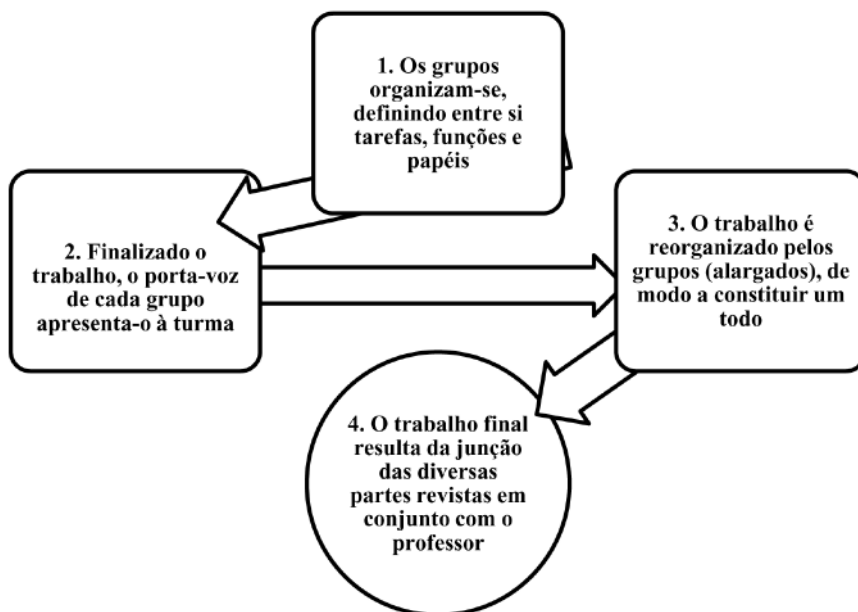 1. Os grupos
organizam-se,
definindo entre si
tarefas, funções e
papéis
2. Finalizado o
trabalho, o porta-voz
de cada grupo
apresenta-o à turma
3. O trabalho é
reorganizado pelos
grupos (alargados), de
modo a constituir um
todo
4. O trabalho final
resulta da junção
das diversas
partes revistas em
conjunto com o
professor